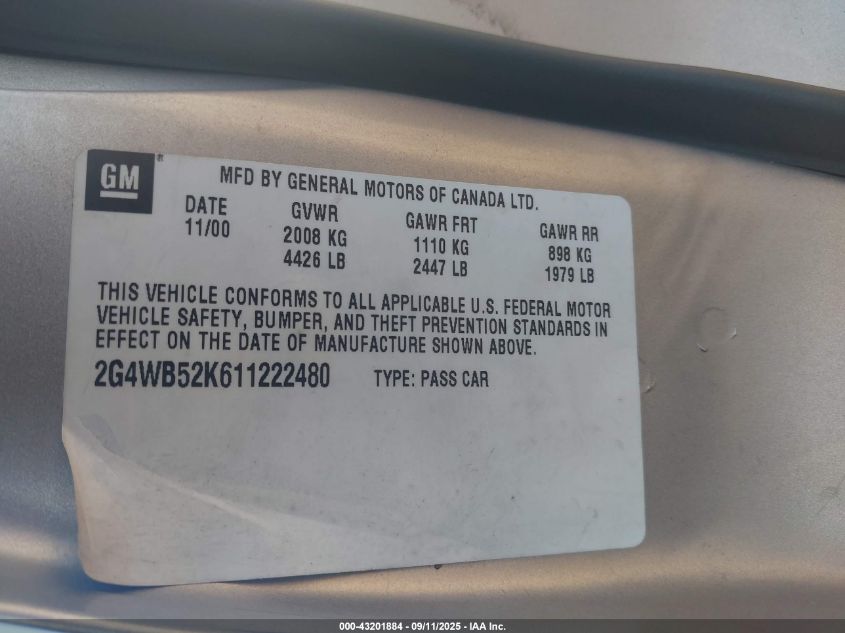 GM®
MFD BY GENERAL MOTORS OF CANADA LTD.
DATE GVWR GAWR FRT GAWR RR
11/00 2008 KG 1110 KG 898 KG
4426 LB 2447 LB 1979 LB
THIS VEHICLE CONFORMS TO ALL APPLICABLE U.S. FEDERAL MOTOR
VEHICLE SAFETY, BUMPER, AND THEFT PREVENTION STANDARDS IN
EFFECT ON THE DATE OF MANUFACTURE SHOWN ABOVE.
2G4WB52K611222480 TYPE: PASS CAR
000-43201884 - 09/11/2025 - IAA Inc.